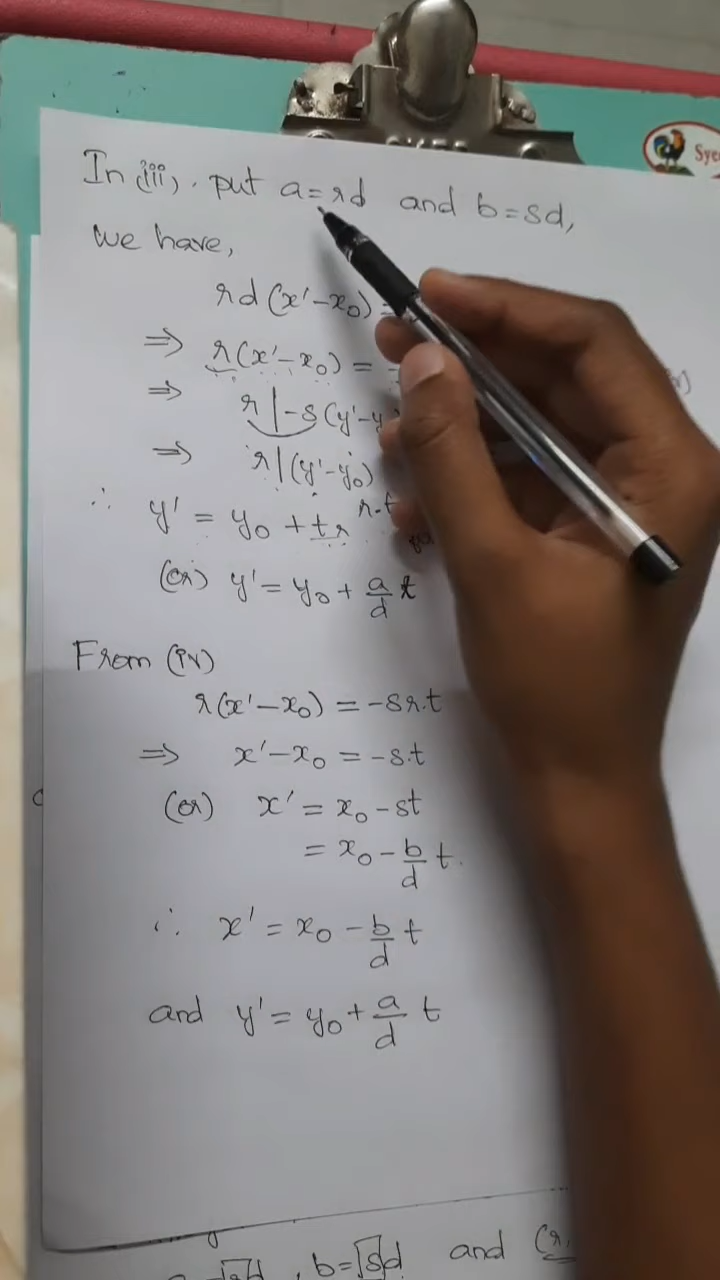 In (iii), put a = rd and b = sd,
we have,
rd(x' - x₀) =
⇒ r(x' - x₀) = -
⇒ r | -s(y' - y
⇒ r | (y' - y₀)
∴ y' = y₀ + tr r.t
(or) y' = y₀ + a/d t
From (iv)
r(x' - x₀) = -sr.t
⇒ x' - x₀ = -s.t
(or) x' = x₀ - st
= x₀ - b/d t.
∴ x' = x₀ - b/d t
and y' = y₀ + a/d t
, b = sd and (r,